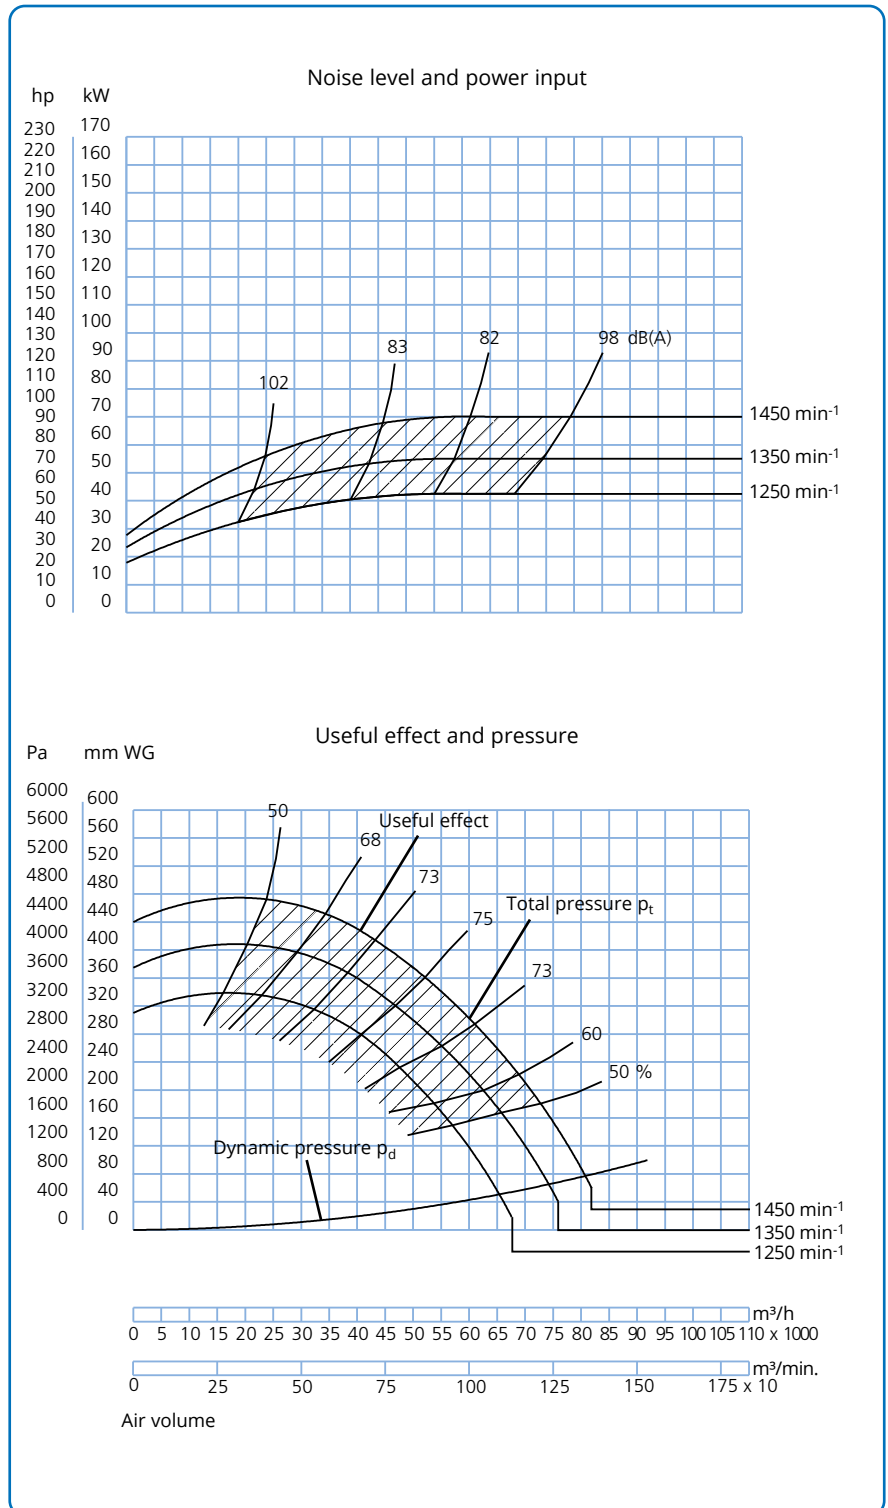 Noise level and power input
hp kW
230 170
220 160
210 150
200 140
190 130
180 120
170 110
160 100
150 90
140 80
130 70
120 60
110 50
100 40
90 30
80 20
70 10
60 0
50
40
30
20
10
0
102
83
82
98 dB(A)
1450 min-1
1350 min-1
1250 min-1
Useful effect and pressure
Pa mm WG
6000 600
5600 560
5200 520
4800 480
4400 440
4000 400
3600 360
3200 320
2800 280
2400 240
2000 200
1600 160
1200 120
800 80
400 40
0 0
50
Useful effect
68
73
Total pressure pt
75
73
60
50 %
Dynamic pressure pd
1450 min-1
1350 min-1
1250 min-1
m³/h
0 5 10 15 20 25 30 35 40 45 50 55 60 65 70 75 80 85 90 95 100 105 110 x 1000
m³/min.
0 25 50 75 100 125 150 175 x 10
Air volume